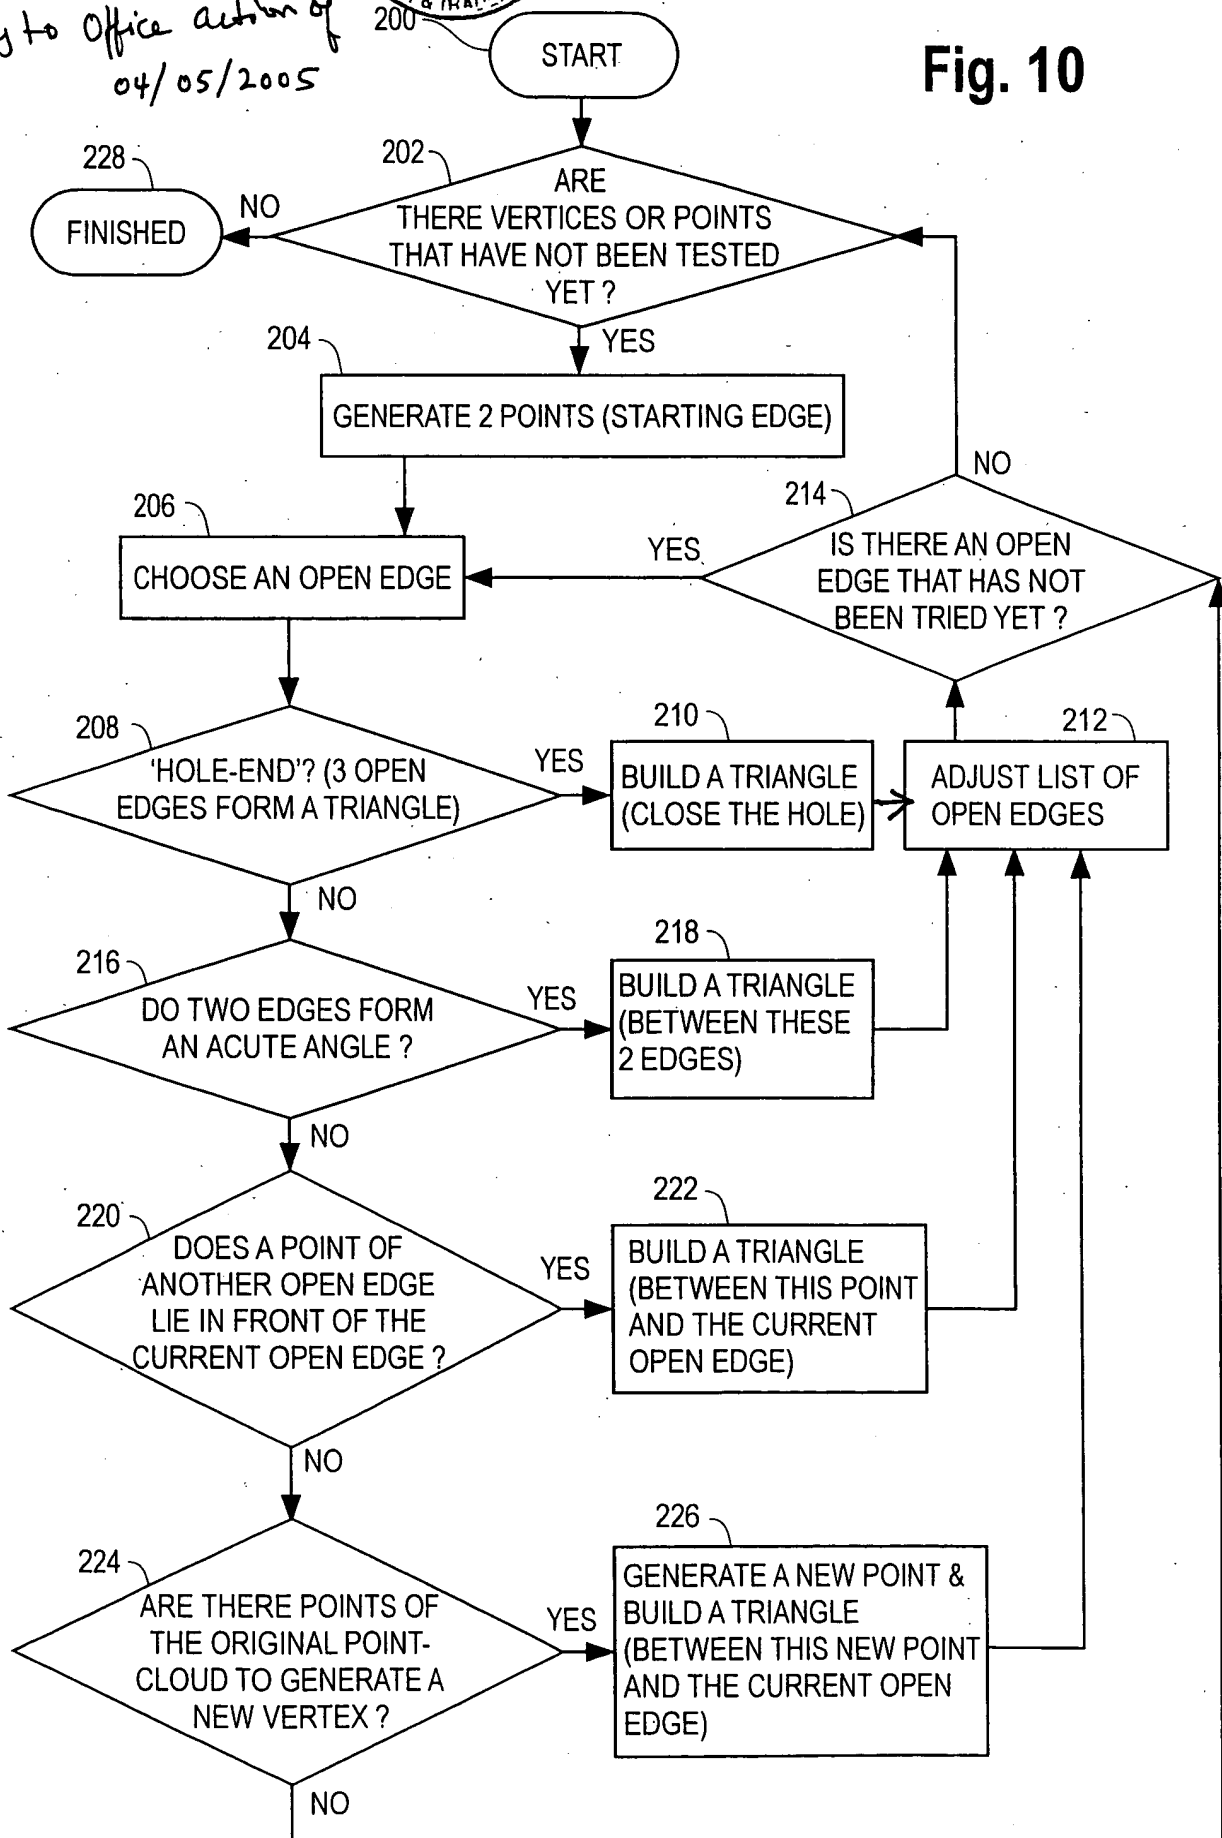 to Office action of
04/05/2005
200
START
Fig. 10
228
202
FINISHED
NO
ARE
THERE VERTICES OR POINTS
THAT HAVE NOT BEEN TESTED
YET ?
204
YES
GENERATE 2 POINTS (STARTING EDGE)
NO
206
214
CHOOSE AN OPEN EDGE
YES
IS THERE AN OPEN
EDGE THAT HAS NOT
BEEN TRIED YET ?
208
'HOLE-END'? (3 OPEN
EDGES FORM A TRIANGLE)
YES
210
BUILD A TRIANGLE
(CLOSE THE HOLE)
212
ADJUST LIST OF
OPEN EDGES
NO
216
DO TWO EDGES FORM
AN ACUTE ANGLE ?
YES
218
BUILD A TRIANGLE
(BETWEEN THESE
2 EDGES)
NO
220
DOES A POINT OF
ANOTHER OPEN EDGE
LIE IN FRONT OF THE
CURRENT OPEN EDGE ?
YES
222
BUILD A TRIANGLE
(BETWEEN THIS POINT
AND THE CURRENT
OPEN EDGE)
NO
224
ARE THERE POINTS OF
THE ORIGINAL POINT-
CLOUD TO GENERATE A
NEW VERTEX ?
YES
226
GENERATE A NEW POINT &
BUILD A TRIANGLE
(BETWEEN THIS NEW POINT
AND THE CURRENT OPEN
EDGE)
NO